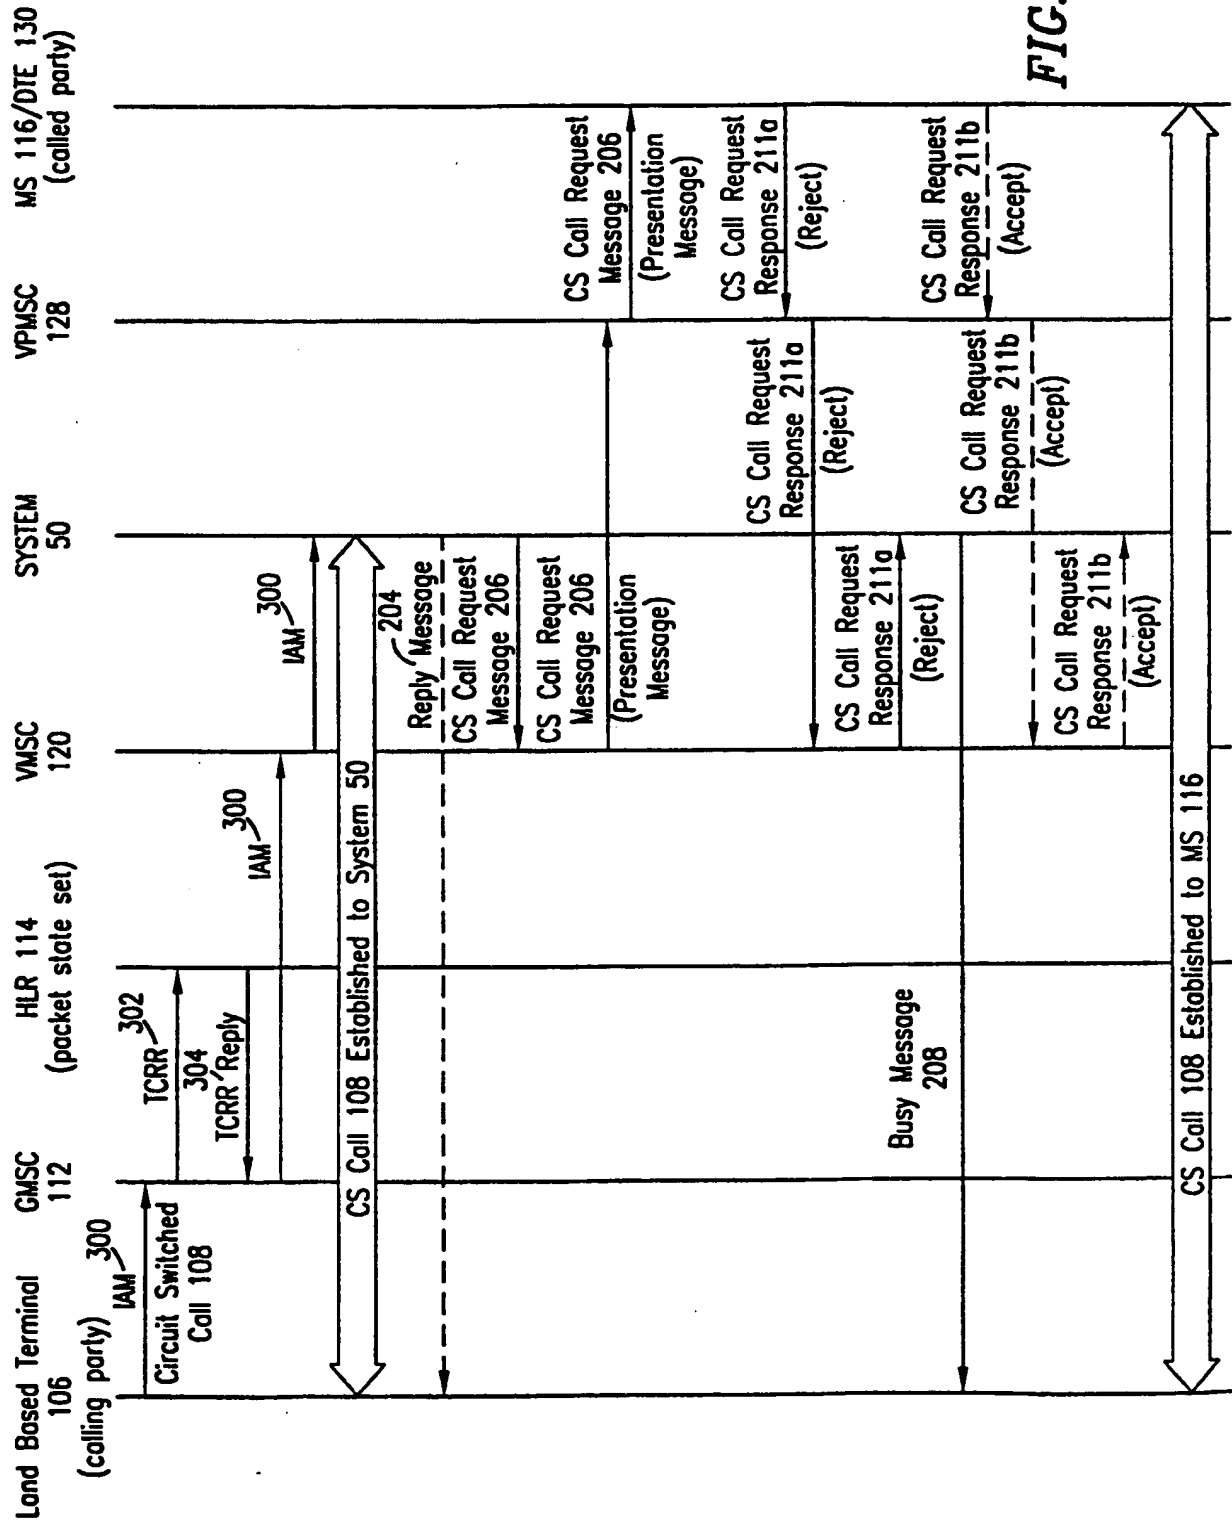 Land Based Terminal
106
(calling party)
GMSC
112
HLR 114
(packet state set)
VMSC
120
SYSTEM
50
VPMSC
128
MS 116/DTE 130
(called party)
IAM 300
Circuit Switched
Call 108
TCRR 302
304
TCRR Reply
IAM 300
IAM 300
CS Call 108 Established to System 50
204
Reply Message
CS Call Request
Message 206
CS Call Request
Message 206
(Presentation
Message)
CS Call Request
Message 206
(Presentation
Message)
CS Call Request
Response 211a
(Reject)
CS Call Request
Response 211a
(Reject)
CS Call Request
Response 211a
(Reject)
Busy Message
208
CS Call Request
Response 211b
(Accept)
CS Call Request
Response 211b
(Accept)
CS Call Request
Response 211b
(Accept)
CS Call 108 Established to MS 116
FIG.